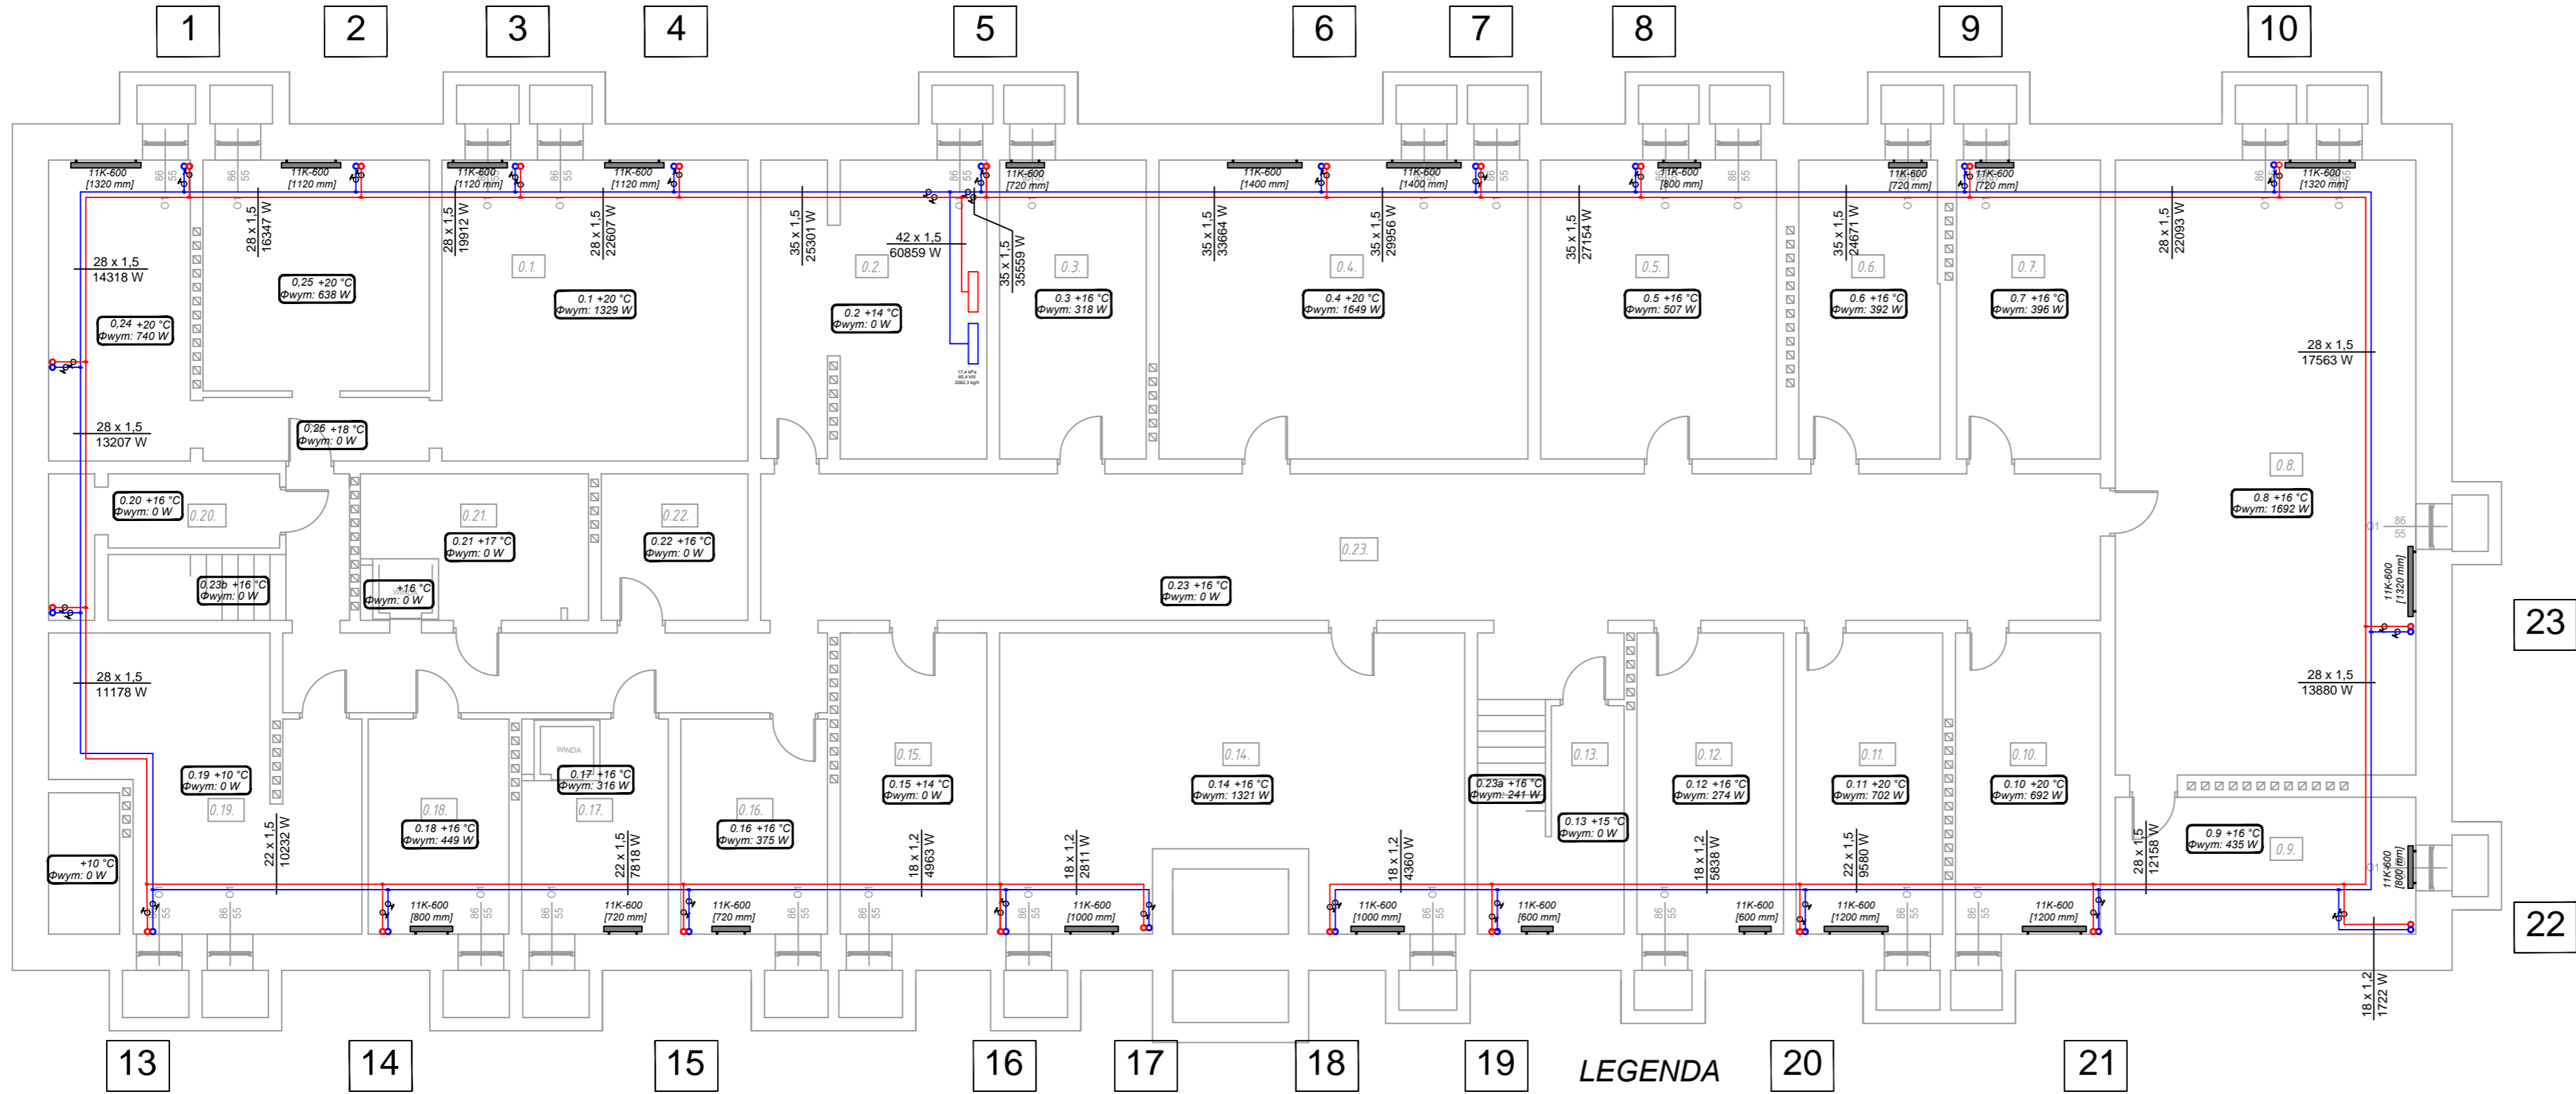 1
2
3
4
5
6
7
8
9
10
11K-600
[1320 mm]
11K-600
[1120 mm]
11K-600
[1120 mm]
11K-600
[1120 mm]
11K-600
[720 mm]
11K-600
[1400 mm]
11K-600
[1400 mm]
11K-600
[800 mm]
11K-600
[720 mm]
11K-600
[720 mm]
11K-600
[1320 mm]
28 x 1,5
16347 W
28 x 1,5
19912 W
28 x 1,5
22607 W
35 x 1,5
25301 W
42 x 1,5
60859 W
35 x 1,5
35559 W
35 x 1,5
33664 W
35 x 1,5
29956 W
35 x 1,5
27154 W
35 x 1,5
24671 W
28 x 1,5
22093 W
28 x 1,5
14318 W
0.1.
0.2.
0.3.
0.4.
0.5.
0.6.
0.7.
0,25 +20 °C
Φwym: 638 W
0.1 +20 °C
Φwym: 1329 W
0.2 +14 °C
Φwym: 0 W
0.3 +16 °C
Φwym: 318 W
0.4 +20 °C
Φwym: 1649 W
0.5 +16 °C
Φwym: 507 W
0.6 +16 °C
Φwym: 392 W
0.7 +16 °C
Φwym: 396 W
0,24 +20 °C
Φwym: 740 W
28 x 1,5
17563 W
17,4 kPa
65,4 kW
2062,3 kg/h
28 x 1,5
13207 W
0,26 +18 °C
Φwym: 0 W
0.8.
0.8 +16 °C
Φwym: 1692 W
0.20 +16 °C
Φwym: 0 W
0.20.
0.21.
0.21 +17 °C
Φwym: 0 W
0.22.
0.22 +16 °C
Φwym: 0 W
0.23.
0.23 +16 °C
Φwym: 0 W
0.23b +16 °C
Φwym: 0 W
+16 °C
Φwym: 0 W
O1
86
55
11K-600
[1320 mm]
23
28 x 1,5
11178 W
28 x 1,5
13880 W
WINDA
0.19 +10 °C
Φwym: 0 W
0.19.
0.18.
0.18 +16 °C
Φwym: 449 W
0.17 +16 °C
Φwym: 316 W
0.17.
0.16.
0.16 +16 °C
Φwym: 375 W
0.15.
0.15 +14 °C
Φwym: 0 W
0.14.
0.14 +16 °C
Φwym: 1321 W
0.23a +16 °C
Φwym: 241 W
0.13.
0.13 +15 °C
Φwym: 0 W
0.12.
0.12 +16 °C
Φwym: 274 W
0.11.
0.11 +20 °C
Φwym: 702 W
0.10.
0.10 +20 °C
Φwym: 692 W
0.9 +16 °C
Φwym: 435 W
0.9.
+10 °C
Φwym: 0 W
22 x 1,5
10232 W
22 x 1,5
7818 W
18 x 1,2
4963 W
18 x 1,2
2811 W
18 x 1,2
4360 W
18 x 1,2
5838 W
22 x 1,5
9580 W
28 x 1,5
12158 W
11K-600
[800 mm]
11K-600
[800 mm]
11K-600
[720 mm]
11K-600
[720 mm]
11K-600
[1000 mm]
11K-600
[1000 mm]
11K-600
[600 mm]
11K-600
[600 mm]
11K-600
[1200 mm]
11K-600
[1200 mm]
22
18 x 1,2
1722 W
13
14
15
16
17
18
19
LEGENDA
20
21